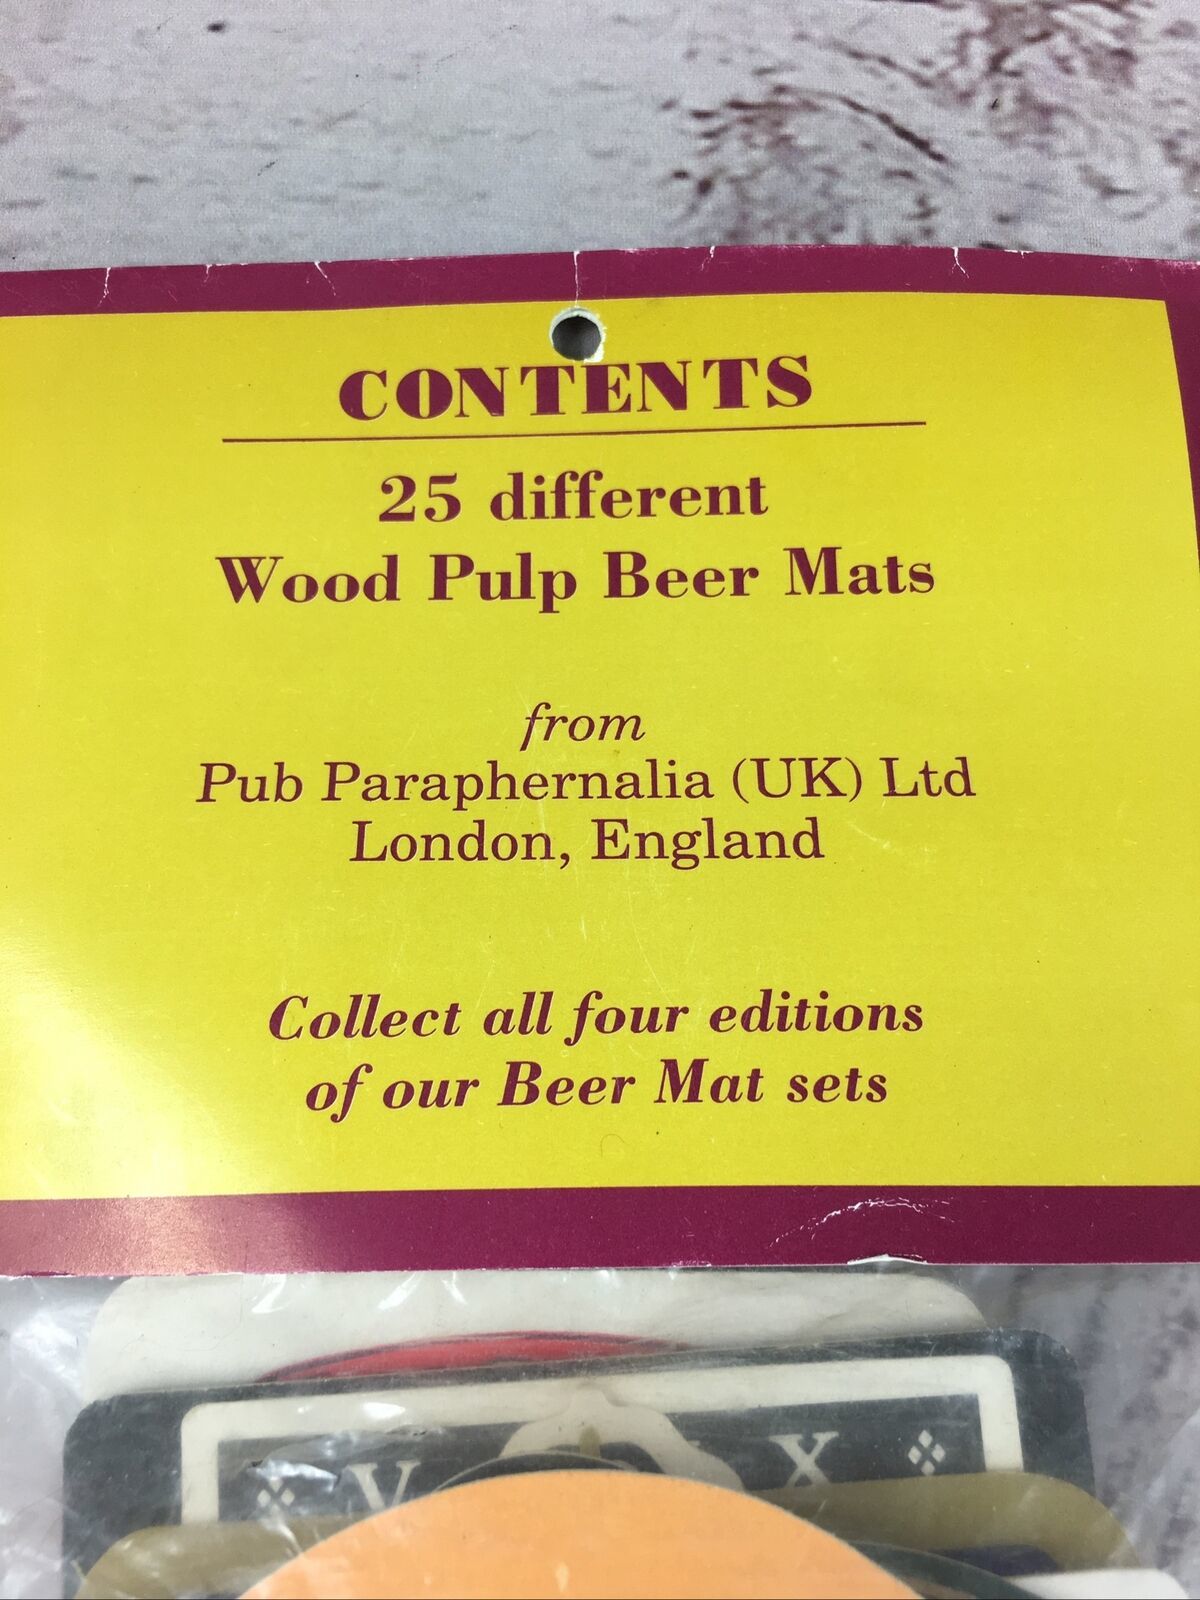 CONTENTS
25 different
Wood Pulp Beer Mats
from
Pub Paraphernalia (UK) Ltd
London, England
Collect all four editions
of our Beer Mat sets